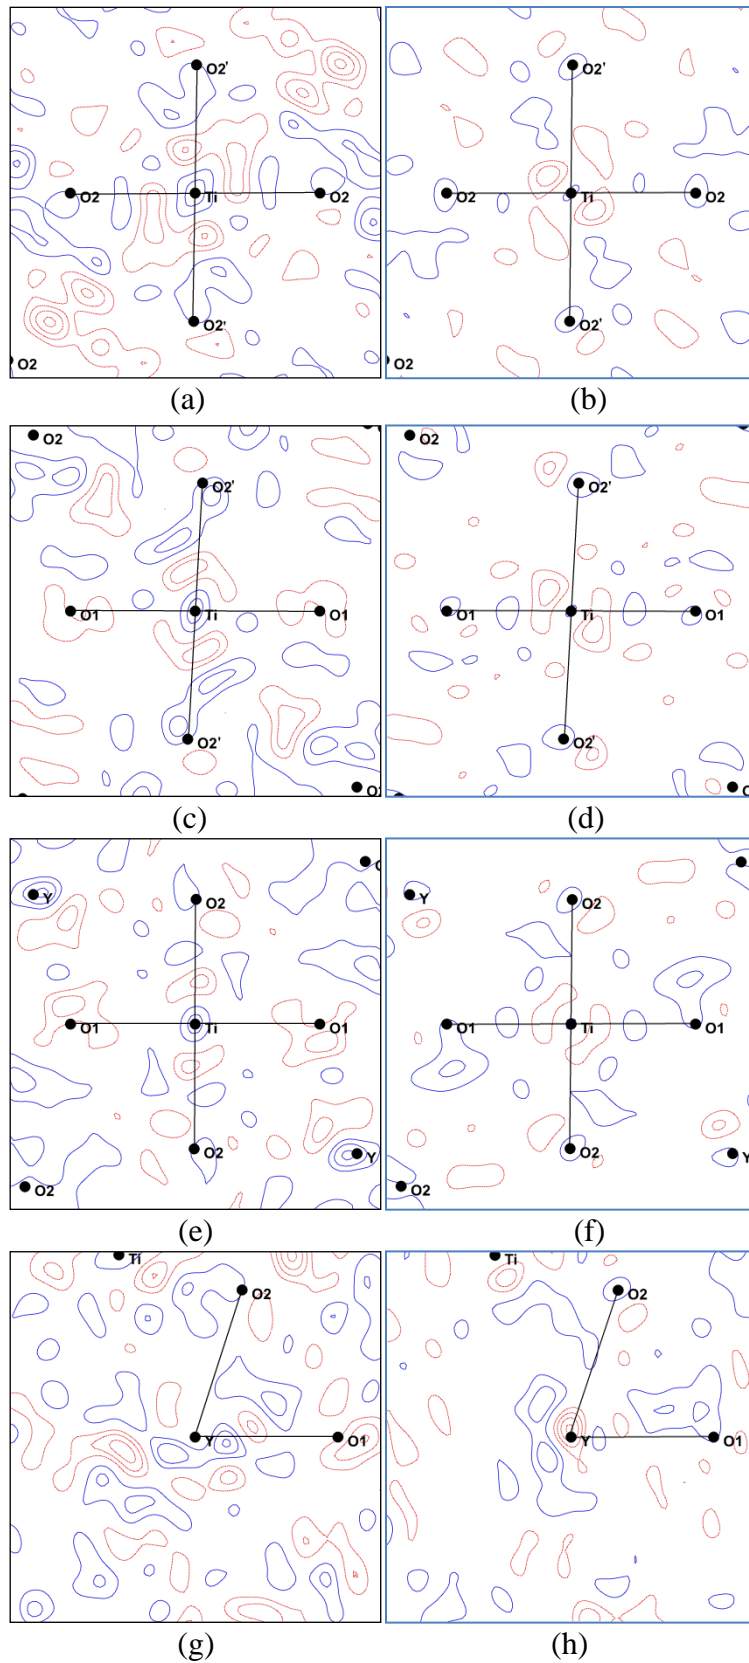 O2' O2'
O2 Ti O2 O2 Ti O2
O2' O2'
O2 O2
(a) (b)
O2 O2
O2' O2'
O1 Ti O1 O1 Ti O1
O2' O2'
(c) (d)
Y O2 Y O2
O1 Ti O1 O1 Ti O1
O2 Y O2 Y
O2 O2
(e) (f)
Ti Ti
O2 O2
Y O1 Y O1
(g) (h)